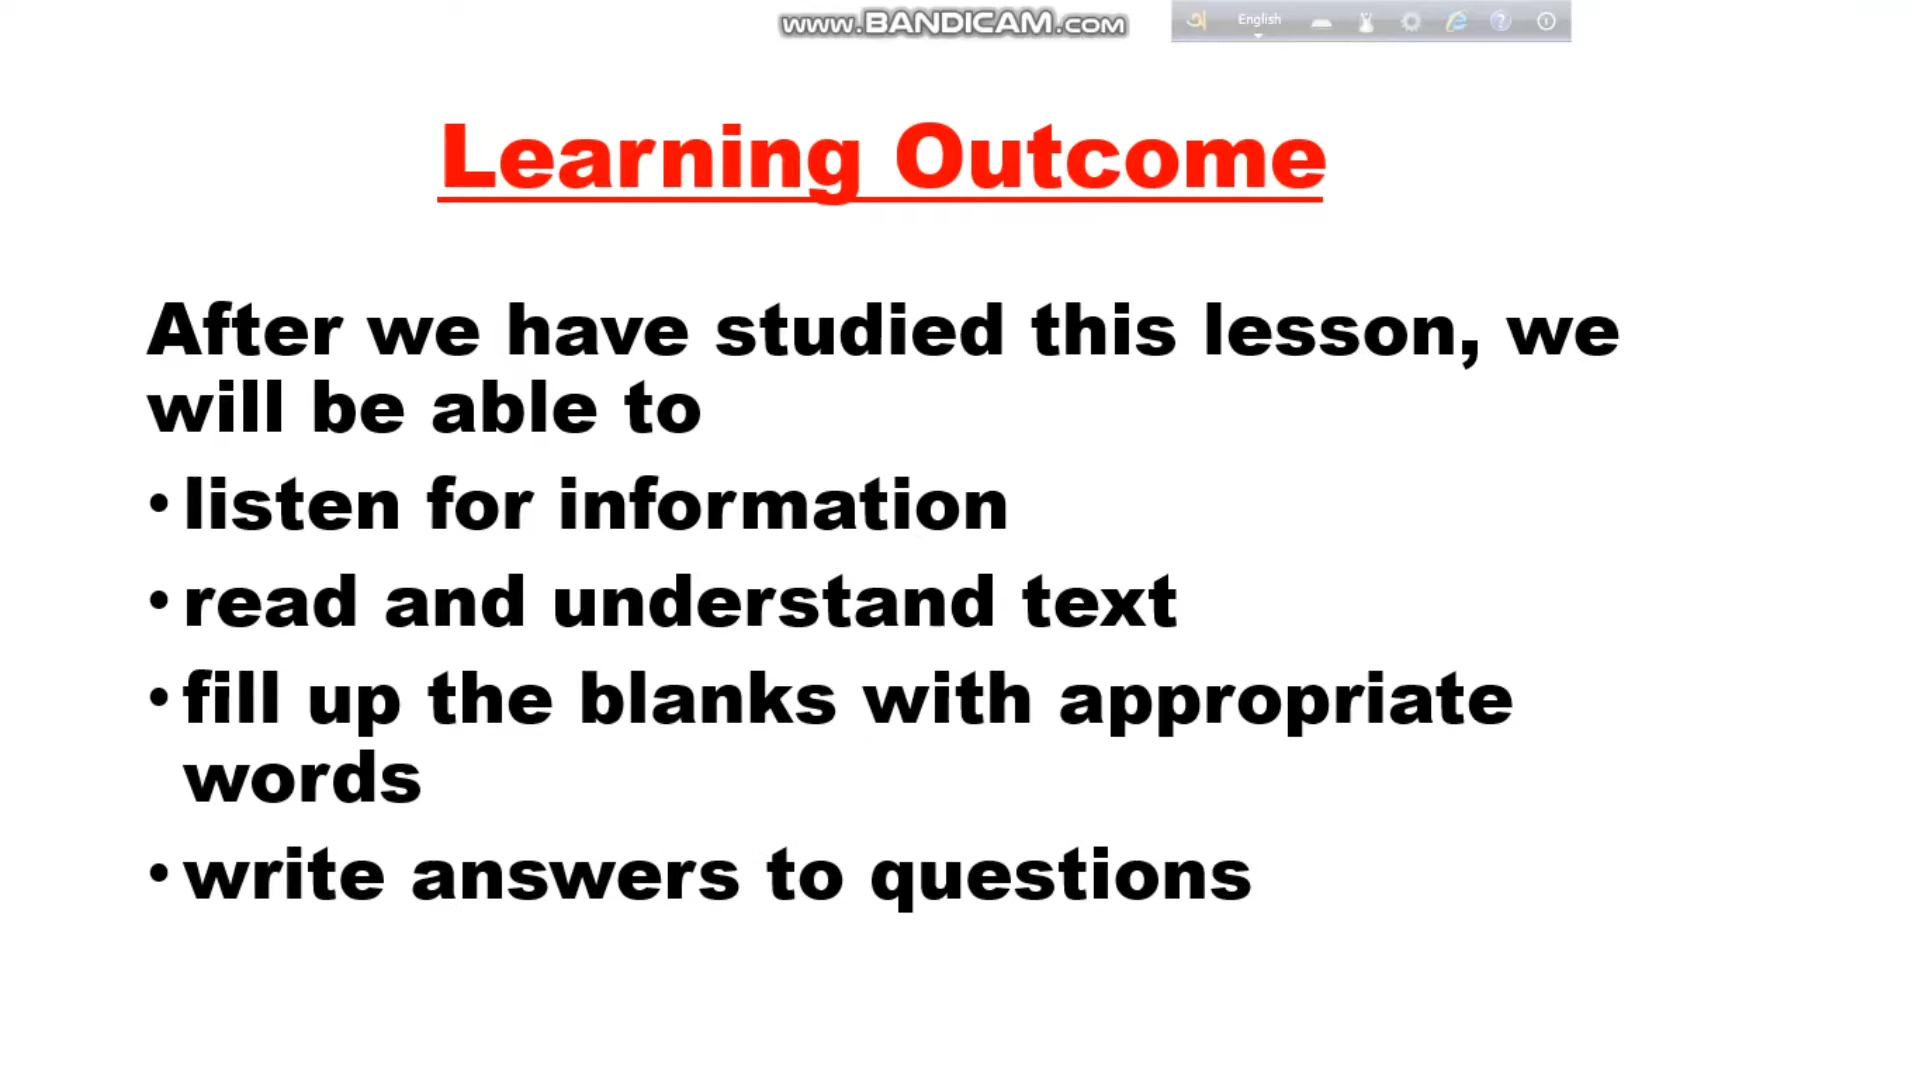 www.BANDICAM.com
অ English
Learning Outcome
After we have studied this lesson, we
will be able to
• listen for information
• read and understand text
• fill up the blanks with appropriate
words
• write answers to questions